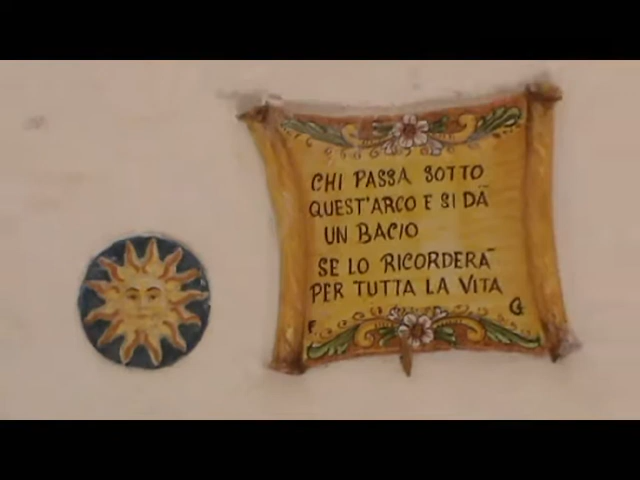 CHI PASSA SOTTO
QUEST'ARCO E SI DÀ
UN BACIO
SE LO RICORDERÀ
PER TUTTA LA VITA
F G